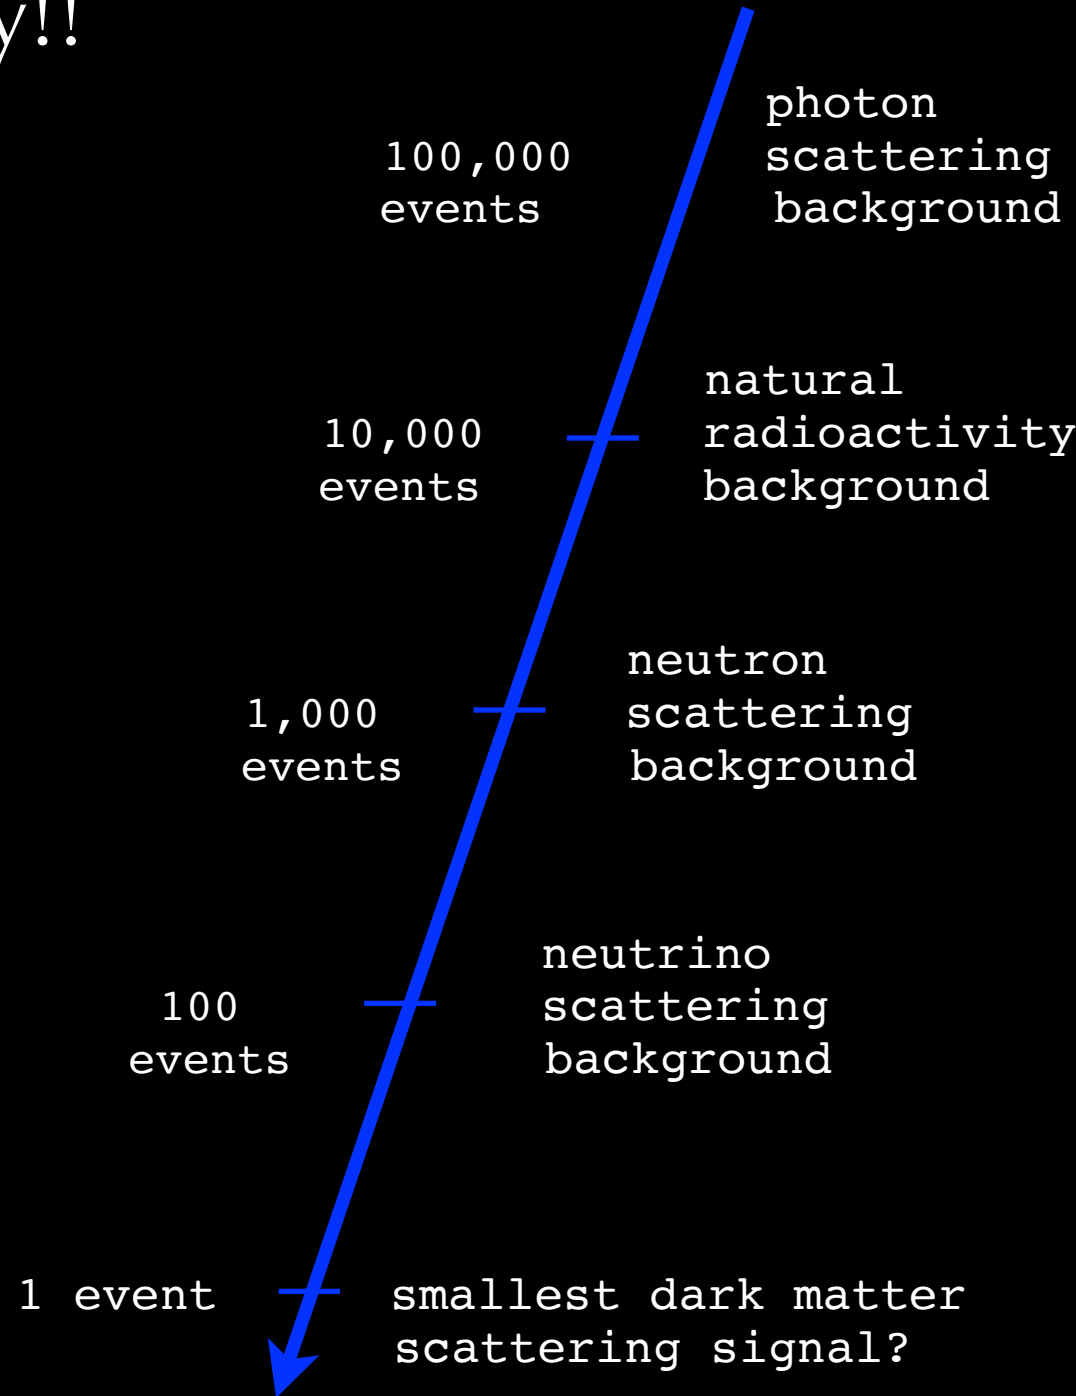 y!!
100,000
events
photon
scattering
background
10,000
events
natural
radioactivity
background
1,000
events
neutron
scattering
background
100
events
neutrino
scattering
background
1 event
smallest dark matter
scattering signal?